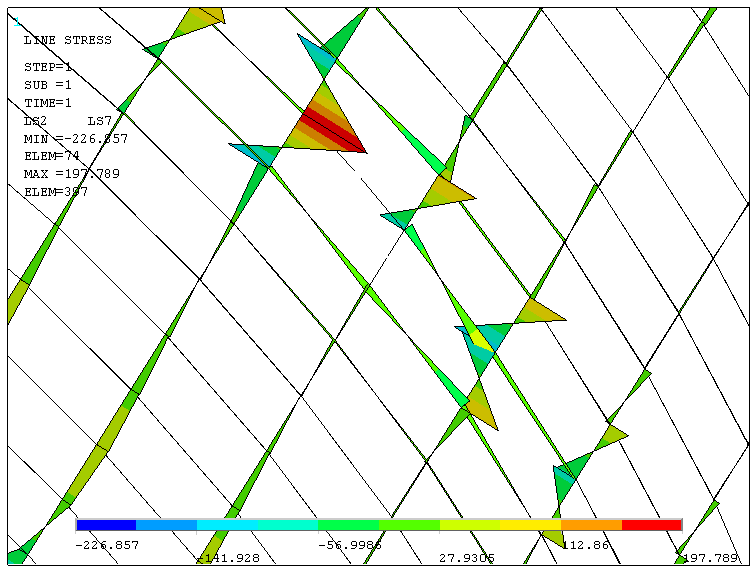 LINE STRESS
STEP=1
SUB =1
TIME=1
LS2 LS7
MIN =-226.857
ELEM=74
MAX =197.789
ELEM=397
-226.857
-141.928
-56.9986
27.9305
112.86
197.789